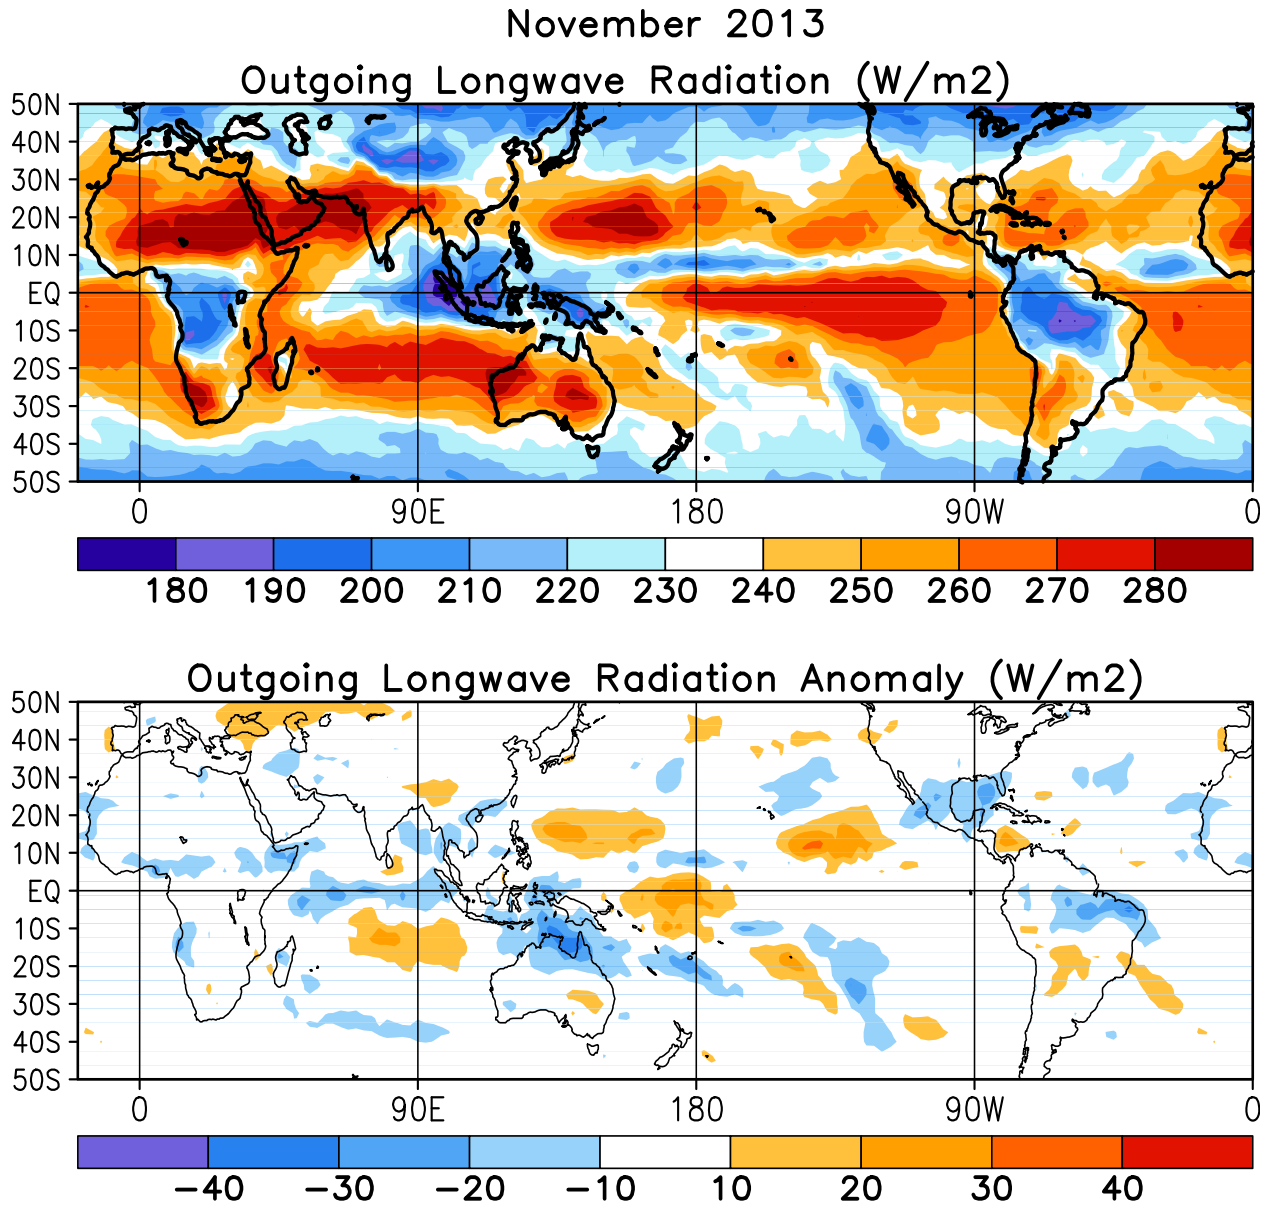 November 2013
Outgoing Longwave Radiation (W/m2)
50N
40N
30N
20N
10N
EQ
10S
20S
30S
40S
50S
0 90E 180 90W 0
180 190 200 210 220 230 240 250 260 270 280
Outgoing Longwave Radiation Anomaly (W/m2)
50N
40N
30N
20N
10N
EQ
10S
20S
30S
40S
50S
0 90E 180 90W 0
−40 −30 −20 −10 10 20 30 40